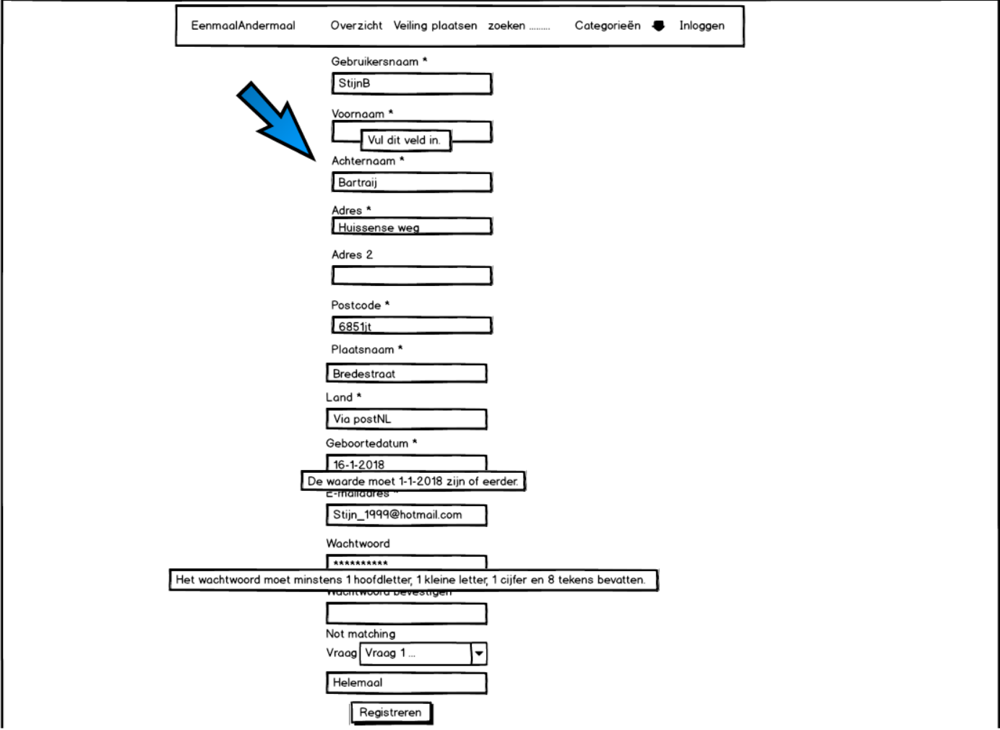 EenmaalAndermaal Overzicht Veiling plaatsen zoeken ......... Categorieën Inloggen
Gebruikersnaam *
StijnB
Voornaam *
Vul dit veld in.
Achternaam *
Bartraij
Adres *
Huissense weg
Adres 2
Postcode *
6851jt
Plaatsnaam *
Bredestraat
Land *
Via postNL
Geboortedatum *
16-1-2018
De waarde moet 1-1-2018 zijn of eerder.
E-mailadres *
Stijn_1999@hotmail.com
Wachtwoord
**********
Het wachtwoord moet minstens 1 hoofdletter, 1 kleine letter, 1 cijfer en 8 tekens bevatten.
Wachtwoord bevestigen
Not matching
Vraag Vraag 1 ...
Helemaal
Registreren